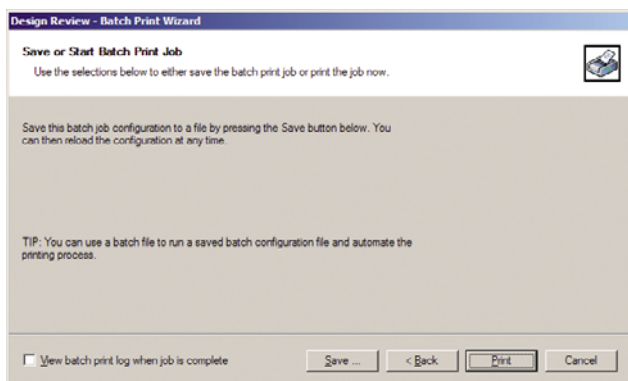 Design Review - Batch Print Wizard
Save or Start Batch Print Job
Use the selections below to either save the batch print job or print the job now.
Save this batch job configuration to a file by pressing the Save button below. You
can then reload the configuration at any time.
TIP: You can use a batch file to run a saved batch configuration file and automate the
printing process.
View batch print log when job is complete
Save ...
< Back
Print
Cancel